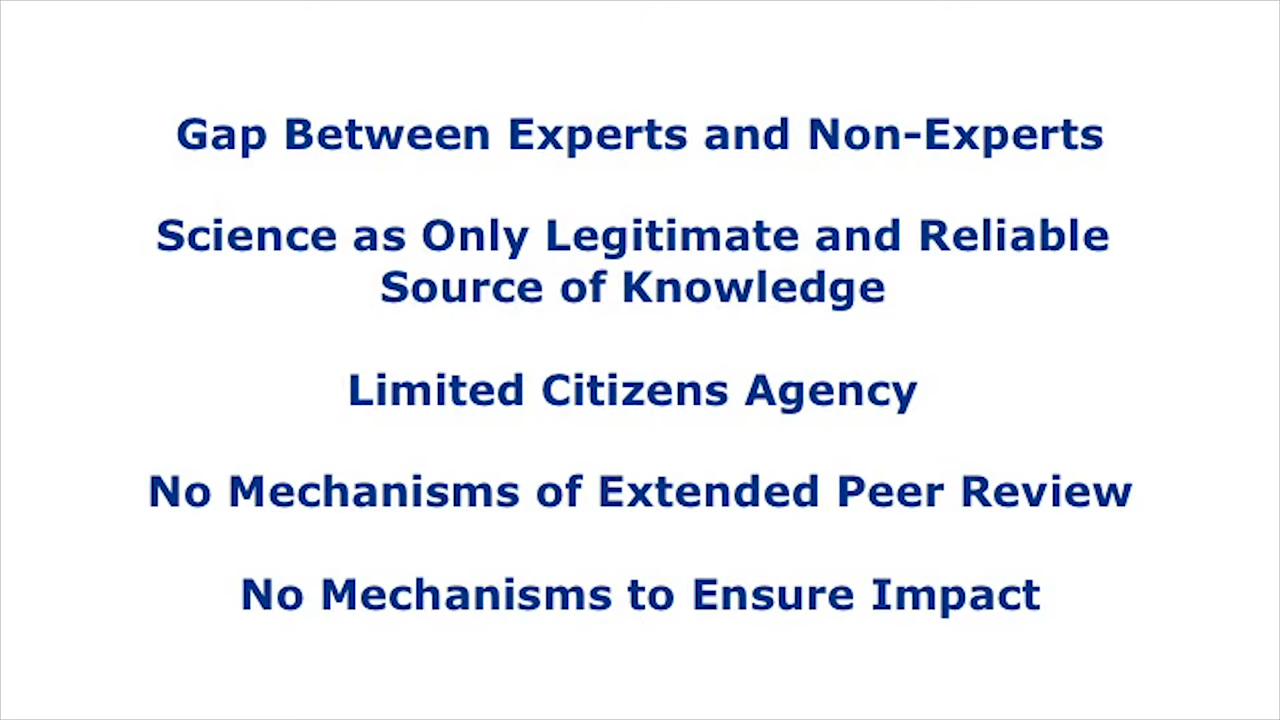 Gap Between Experts and Non-Experts
Science as Only Legitimate and Reliable
Source of Knowledge
Limited Citizens Agency
No Mechanisms of Extended Peer Review
No Mechanisms to Ensure Impact